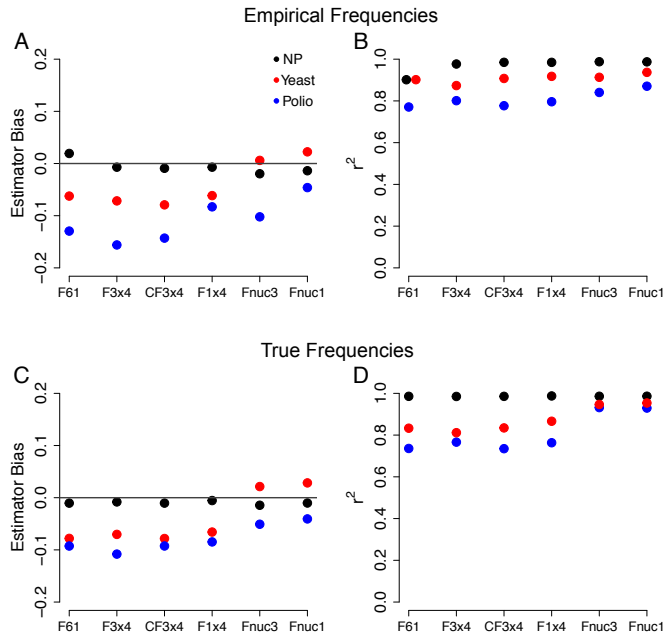 Empirical Frequencies
A
Estimator Bias
0.2
0.1
0.0
−0.1
−0.2
NP
Yeast
Polio
F61 F3x4 CF3x4 F1x4 Fnuc3 Fnuc1
B
r²
1.0
0.8
0.6
0.4
0.2
0.0
F61 F3x4 CF3x4 F1x4 Fnuc3 Fnuc1
True Frequencies
C
Estimator Bias
0.2
0.1
0.0
−0.1
−0.2
F61 F3x4 CF3x4 F1x4 Fnuc3 Fnuc1
D
r²
1.0
0.8
0.6
0.4
0.2
0.0
F61 F3x4 CF3x4 F1x4 Fnuc3 Fnuc1